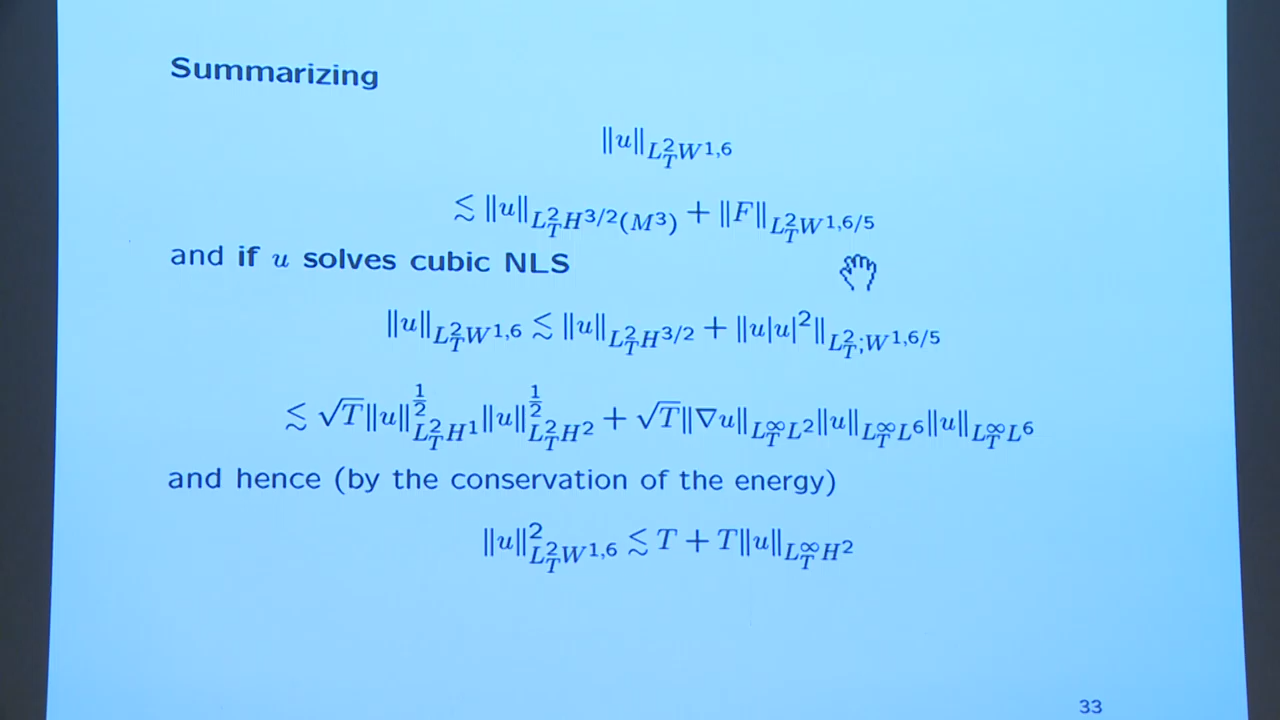 Summarizing
‖u‖_{L^2_T W^{1,6}}
≲ ‖u‖_{L^2_T H^{3/2}(M^3)} + ‖F‖_{L^2_T W^{1,6/5}}
and if u solves cubic NLS
‖u‖_{L^2_T W^{1,6}} ≲ ‖u‖_{L^2_T H^{3/2}} + ‖u|u|^2‖_{L^2_T;W^{1,6/5}}
≲ √T‖u‖^{1/2}_{L^2_T H^1}‖u‖^{1/2}_{L^2_T H^2} + √T‖∇u‖_{L^∞_T L^2}‖u‖_{L^∞_T L^6}‖u‖_{L^∞_T L^6}
and hence (by the conservation of the energy)
‖u‖^2_{L^2_T W^{1,6}} ≲ T + T‖u‖_{L^∞_T H^2}
33